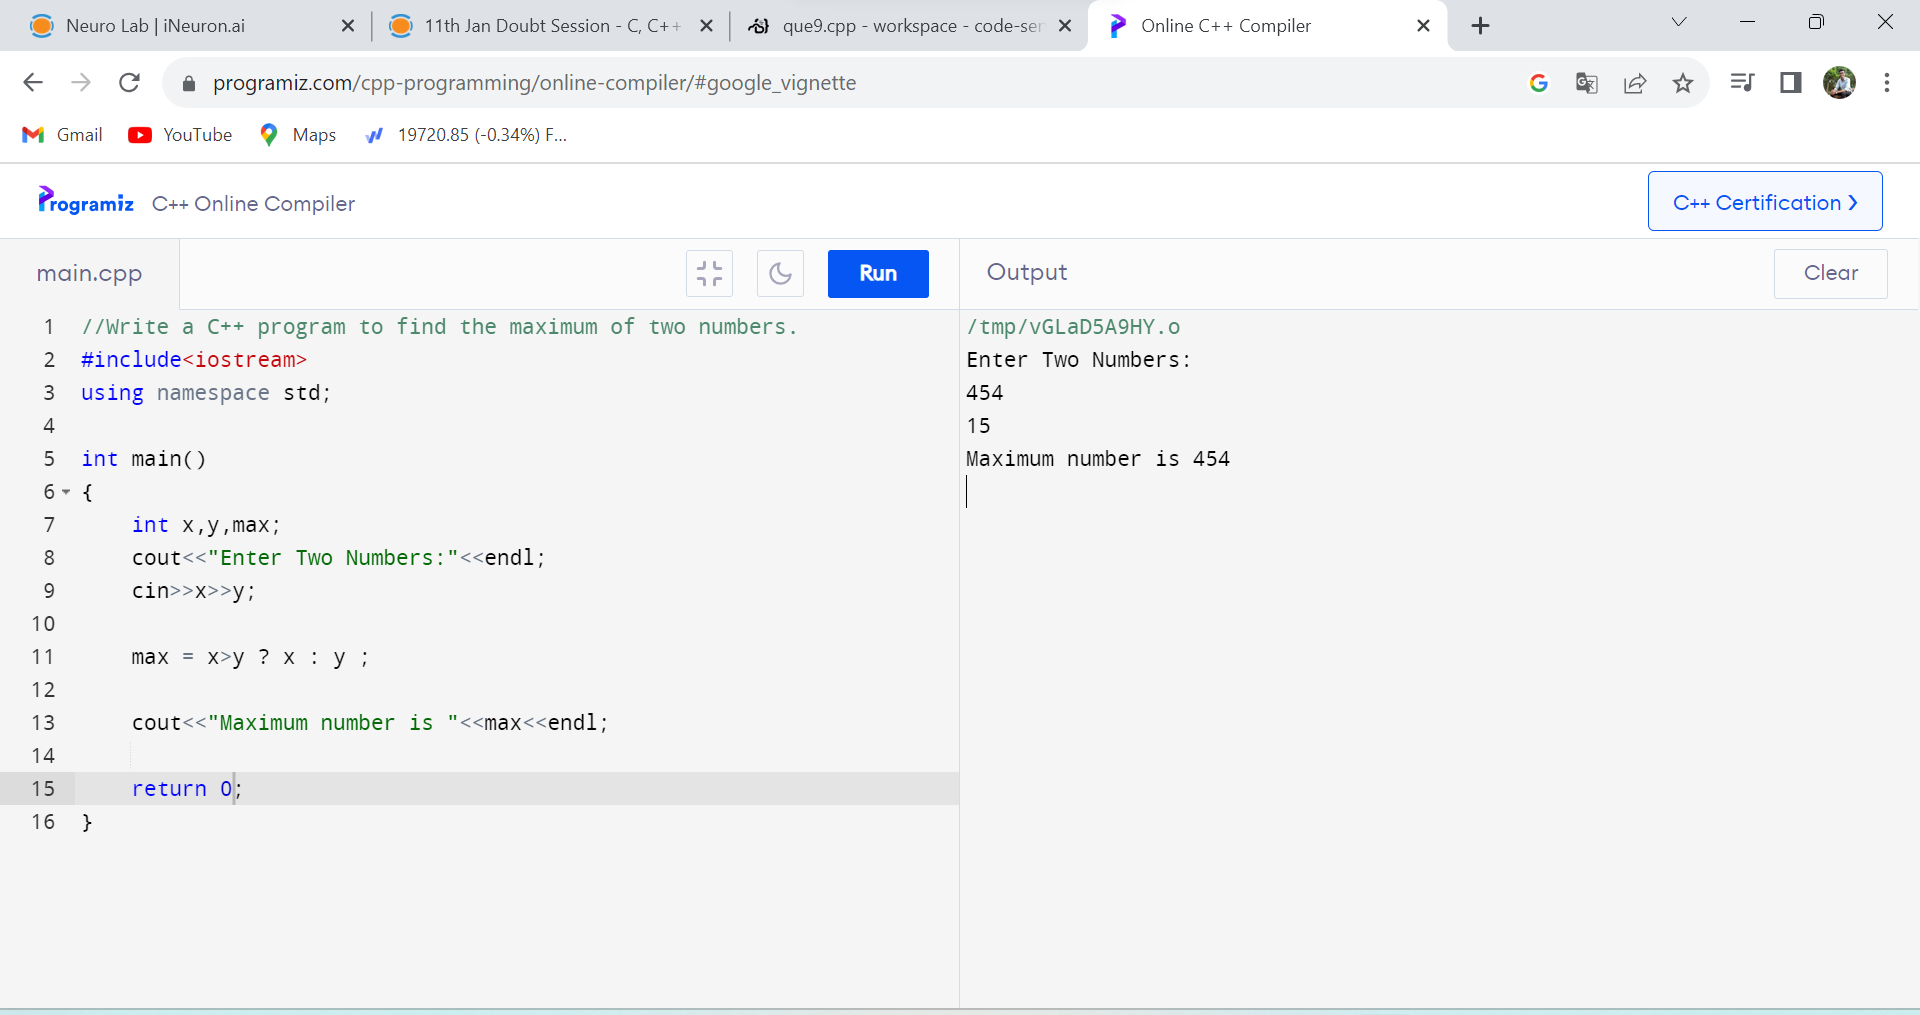 Neuro Lab | iNeuron.ai
11th Jan Doubt Session - C, C++
que9.cpp - workspace - code-ser
Online C++ Compiler
programiz.com/cpp-programming/online-compiler/#google_vignette
Gmail
YouTube
Maps
19720.85 (-0.34%) F...
Programiz
C++ Online Compiler
C++ Certification
main.cpp
Run
Output
Clear
1 //Write a C++ program to find the maximum of two numbers.
2 #include<iostream>
3 using namespace std;
4
5 int main()
6 {
7 int x,y,max;
8 cout<<"Enter Two Numbers:"<<endl;
9 cin>>x>>y;
10
11 max = x>y ? x : y ;
12
13 cout<<"Maximum number is "<<max<<endl;
14
15 return 0;
16 }
/tmp/vGLaD5A9HY.o
Enter Two Numbers:
454
15
Maximum number is 454